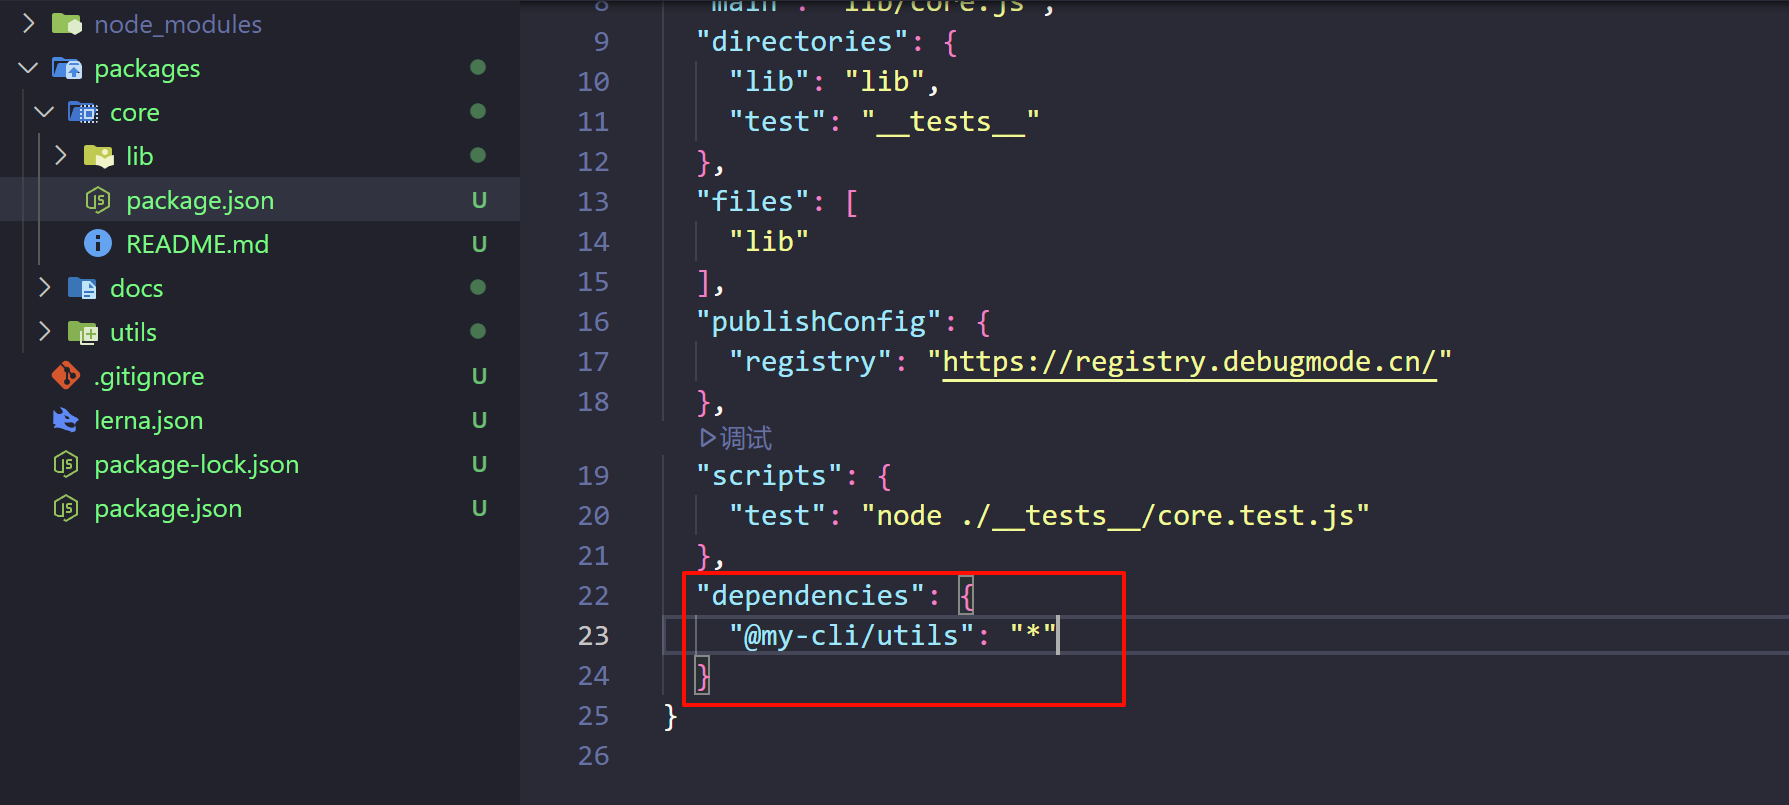 node_modules
packages
core
lib
package.json U
README.md U
docs
utils
.gitignore U
lerna.json U
package-lock.json U
package.json U
8 "main": "lib/core.js",
9 "directories": {
10 "lib": "lib",
11 "test": "__tests__"
12 },
13 "files": [
14 "lib"
15 ],
16 "publishConfig": {
17 "registry": "https://registry.debugmode.cn/"
18 },
调试
19 "scripts": {
20 "test": "node ./__tests__/core.test.js"
21 },
22 "dependencies": {
23 "@my-cli/utils": "*"
24 }
25 }
26